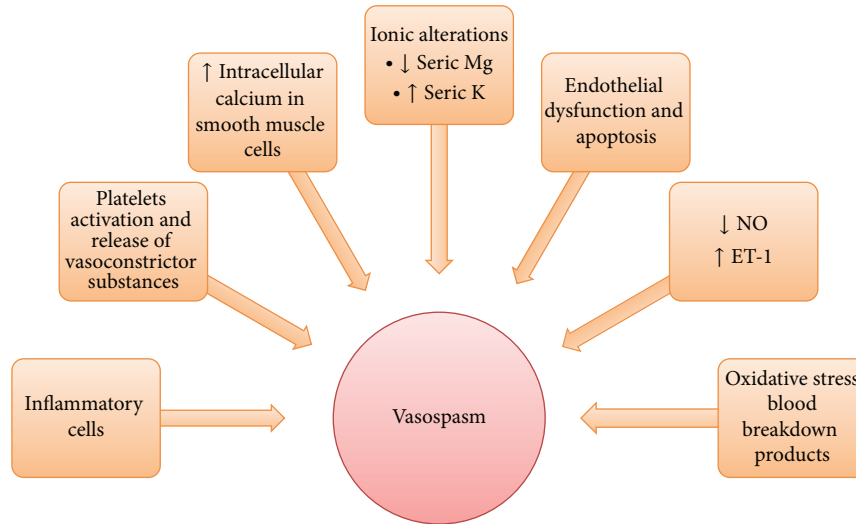 Inflammatory
cells
Platelets
activation and
release of
vasoconstrictor
substances
↑ Intracellular
calcium in
smooth muscle
cells
Ionic alterations
• ↓ Seric Mg
• ↑ Seric K
Endothelial
dysfunction and
apoptosis
↓ NO
↑ ET-1
Oxidative stress
blood
breakdown
products
Vasospasm